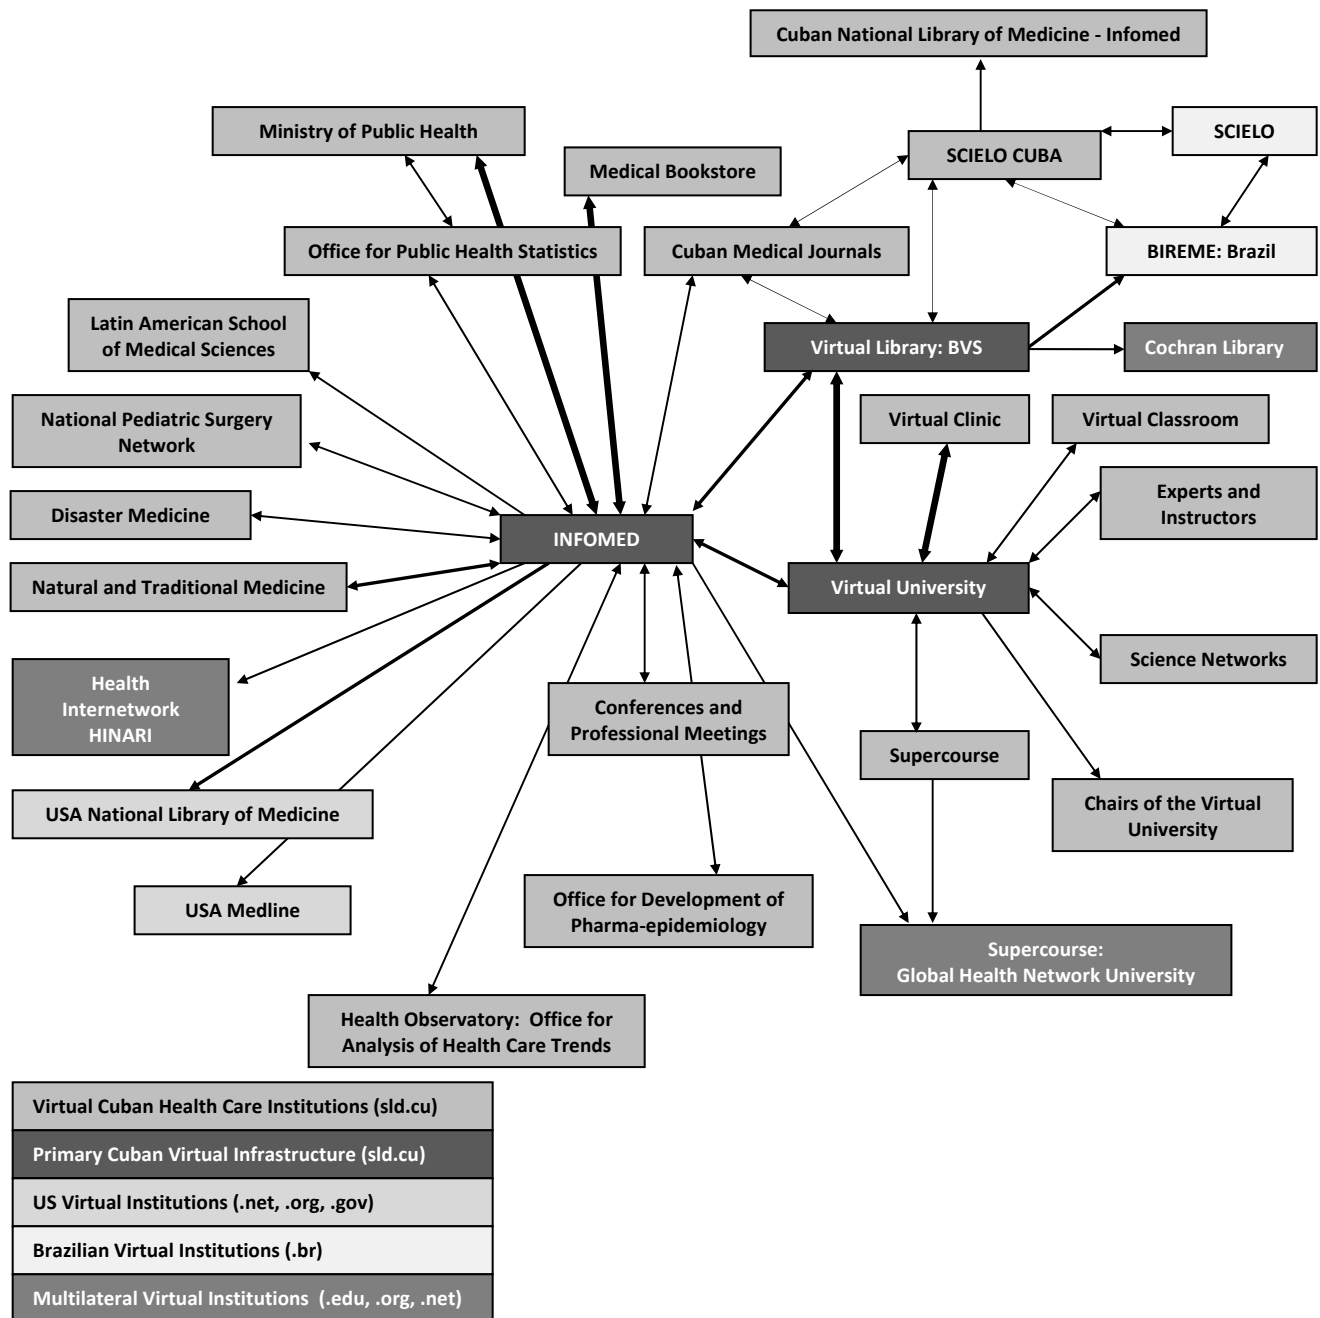 Cuban National Library of Medicine - Infomed
Ministry of Public Health
SCIELO
SCIELO CUBA
Medical Bookstore
Office for Public Health Statistics
Cuban Medical Journals
BIREME: Brazil
Latin American School
of Medical Sciences
Virtual Library: BVS
Cochran Library
National Pediatric Surgery
Network
Virtual Clinic
Virtual Classroom
Disaster Medicine
Experts and
Instructors
INFOMED
Natural and Traditional Medicine
Virtual University
Health
Internetwork
HINARI
Science Networks
Conferences and
Professional Meetings
Supercourse
USA National Library of Medicine
Chairs of the Virtual
University
USA Medline
Office for Development of
Pharma-epidemiology
Supercourse:
Global Health Network University
Health Observatory:  Office for
Analysis of Health Care Trends
Virtual Cuban Health Care Institutions (sld.cu)
Primary Cuban Virtual Infrastructure (sld.cu)
US Virtual Institutions (.net, .org, .gov)
Brazilian Virtual Institutions (.br)
Multilateral Virtual Institutions  (.edu, .org, .net)